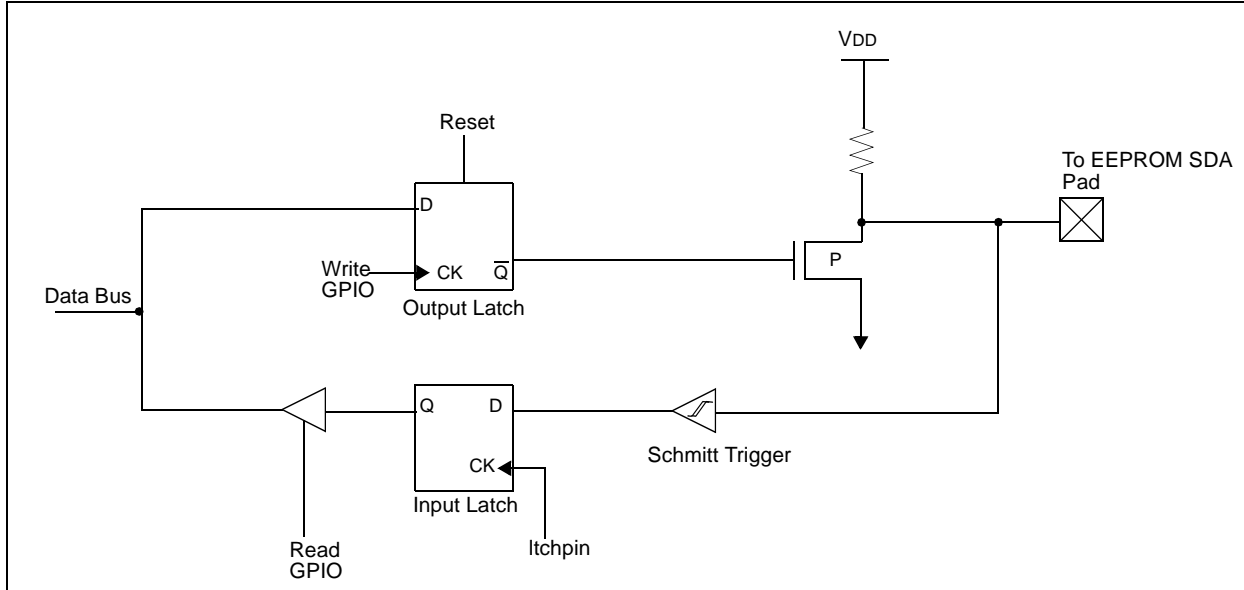 VDD
Reset
To EEPROM SDA
Pad
D
P
Write
GPIO
CK
Q
Data Bus
Output Latch
Q
D
Schmitt Trigger
CK
Input Latch
ltchpin
Read
GPIO